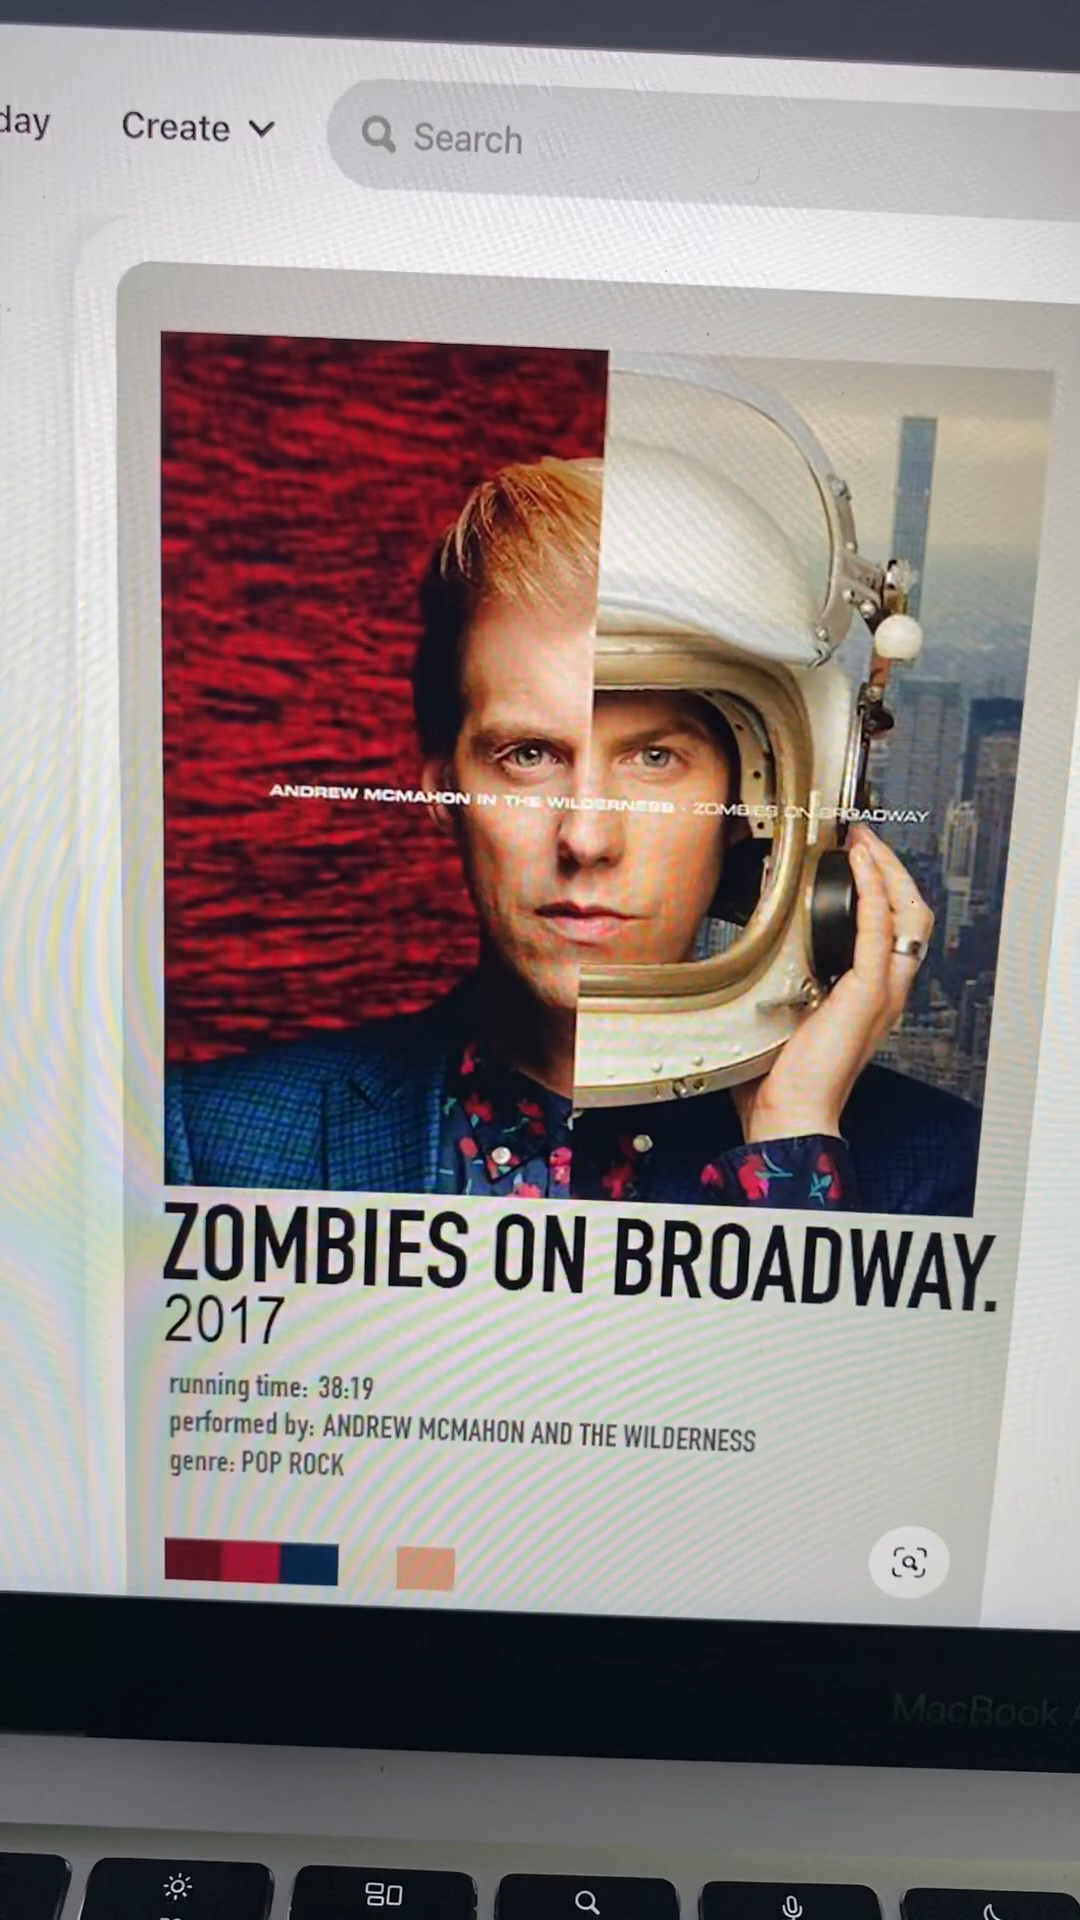 day
Create
Search
ANDREW MCMAHON IN THE WILDERNESS - ZOMBIES ON BROADWAY
ZOMBIES ON BROADWAY.
2017
running time: 38:19
performed by: ANDREW MCMAHON AND THE WILDERNESS
genre: POP ROCK
MacBook A